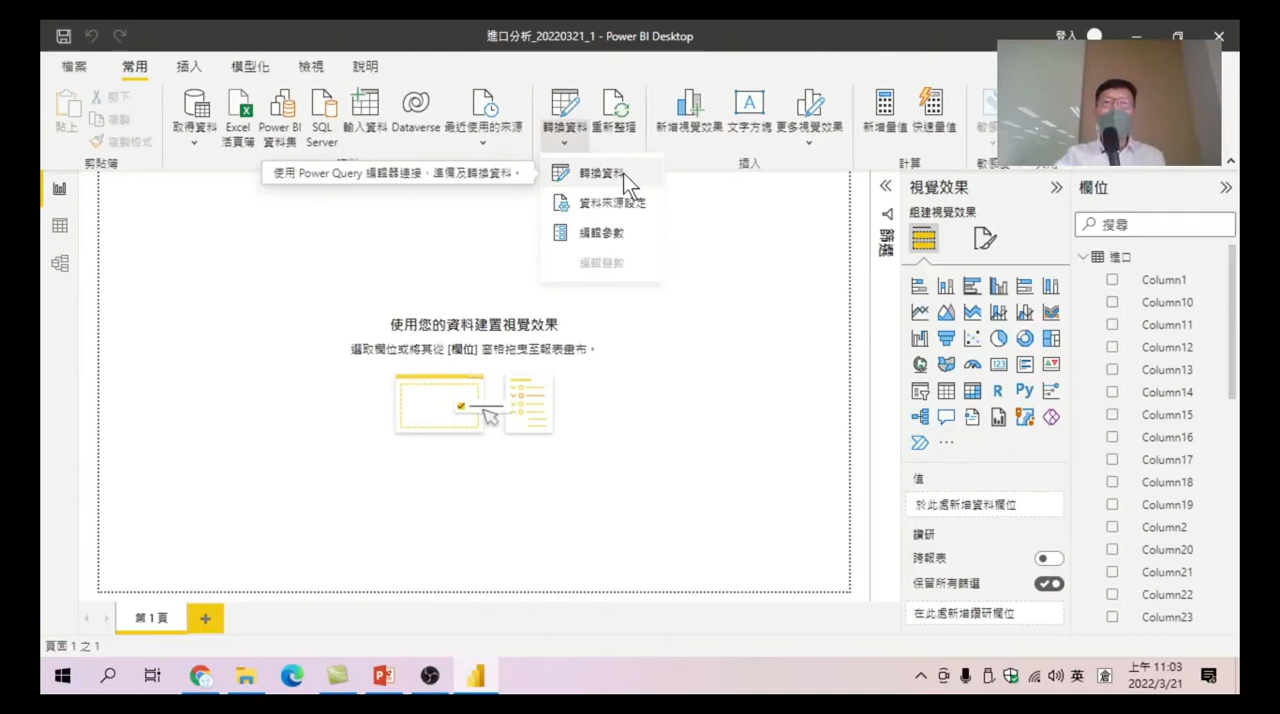 進口分析_20220321_1 - Power BI Desktop
登入
檔案 常用 插入 模型化 檢視 說明
貼上
剪下
複製
複製格式
剪貼簿
取得資料
Excel 活頁簿
Power BI 資料集
SQL Server
輸入資料
Dataverse
最近使用的來源
轉換資料
重新整理
新增視覺效果
文字方塊
更多視覺效果
插入
新增量值
快速量值
計算
使用 Power Query 編輯器連接、準備及轉換資料。
轉換資料
資料來源設定
編輯參數
編輯變數
使用您的資料建置視覺效果
選取欄位或將其從 [欄位] 窗格拖曳至報表畫布。
篩選
視覺效果
組建視覺效果
R
Py
123
值
於此處新增資料欄位
鑽研
跨報表
保留所有篩選
在此處新增鑽研欄位
欄位
搜尋
進口
Column1
Column10
Column11
Column12
Column13
Column14
Column15
Column16
Column17
Column18
Column19
Column2
Column20
Column21
Column22
Column23
第 1 頁
頁面 1 之 1
英
倉
上午 11:03
2022/3/21